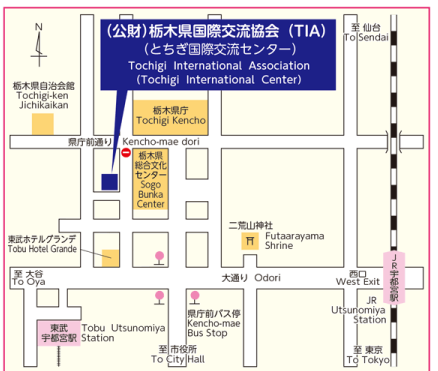 (公財)栃木県国際交流協会 (TIA)
(とちぎ国際交流センター)
Tochigi International Association
(Tochigi International Center)
至 仙台
To Sendai
N
栃木県自治会館
Tochigi-ken
Jichikaikan
栃木県庁
Tochigi Kencho
県庁前通り Kencho-mae dori
栃木県
総合文化
センター
Sogo
Bunka
Center
東武ホテルグランデ
Tobu Hotel Grande
二荒山神社
Futaarayama
Shrine
至 大谷
To Oya
大通り Odori
西口
West Exit
JR宇都宮駅
JR
Utsunomiya
Station
県庁前バス停
Kencho-mae
Bus Stop
東武
宇都宮駅
Tobu Utsunomiya
Station
至 市役所
To City Hall
至 東京
To Tokyo